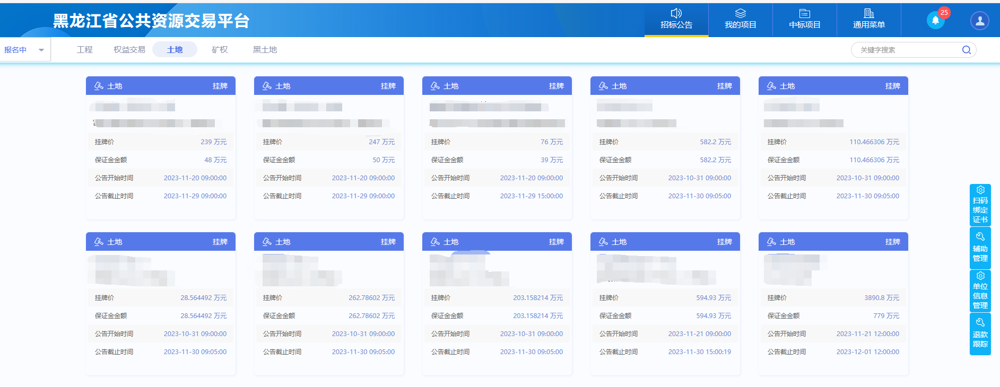 黑龙江省公共资源交易平台
招标公告 我的项目 中标项目 通用菜单 25
报名中 工程 权益交易 土地 矿权 黑土地 关键字搜索
土地 挂牌 土地 挂牌 土地 挂牌 土地 挂牌 土地 挂牌
挂牌价 239 万元 挂牌价 247 万元 挂牌价 76 万元 挂牌价 582.2 万元 挂牌价 110.466306 万元
保证金金额 48 万元 保证金金额 50 万元 保证金金额 39 万元 保证金金额 582.2 万元 保证金金额 110.466306 万元
公告开始时间 2023-11-20 09:00:00 公告开始时间 2023-11-20 09:00:00 公告开始时间 2023-11-20 09:00:00 公告开始时间 2023-10-31 09:00:00 公告开始时间 2023-10-31 09:00:00
公告截止时间 2023-11-29 09:00:00 公告截止时间 2023-11-29 09:00:00 公告截止时间 2023-11-29 15:00:00 公告截止时间 2023-11-30 09:05:00 公告截止时间 2023-11-30 09:05:00
土地 挂牌 土地 挂牌 土地 挂牌 土地 挂牌 土地 挂牌
挂牌价 28.564492 万元 挂牌价 262.78602 万元 挂牌价 203.158214 万元 挂牌价 594.93 万元 挂牌价 3890.8 万元
保证金金额 28.564492 万元 保证金金额 262.78602 万元 保证金金额 203.158214 万元 保证金金额 594.93 万元 保证金金额 779 万元
公告开始时间 2023-10-31 09:00:00 公告开始时间 2023-10-31 09:00:00 公告开始时间 2023-10-31 09:00:00 公告开始时间 2023-11-21 09:00:00 公告开始时间 2023-11-21 12:00:00
公告截止时间 2023-11-30 09:05:00 公告截止时间 2023-11-30 09:05:00 公告截止时间 2023-11-30 09:05:00 公告截止时间 2023-11-30 15:00:19 公告截止时间 2023-12-01 12:00:00
扫码
绑定
证书
辅助
管理
单位
信息
管理
退款
跟踪